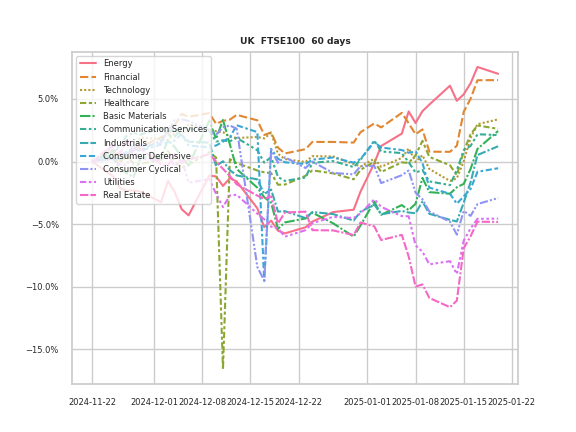 UK  FTSE100  60 days
Energy
Financial
Technology
Healthcare
Basic Materials
Communication Services
Industrials
Consumer Defensive
Consumer Cyclical
Utilities
Real Estate
5.0%
0.0%
−5.0%
−10.0%
−15.0%
2024-11-22 2024-12-01 2024-12-08 2024-12-15 2024-12-22 2025-01-01 2025-01-08 2025-01-15 2025-01-22